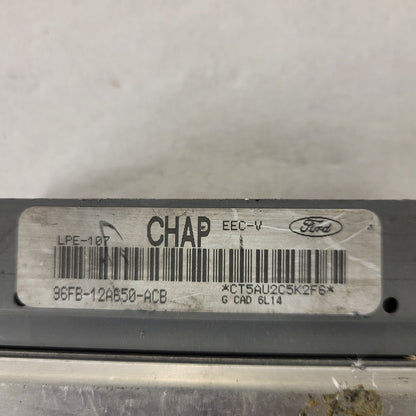 CHAP EEC-V Ford
LPE-107
96FB-12A650-ACB *CT5AU2C5K2F6*
G CAD 6L14